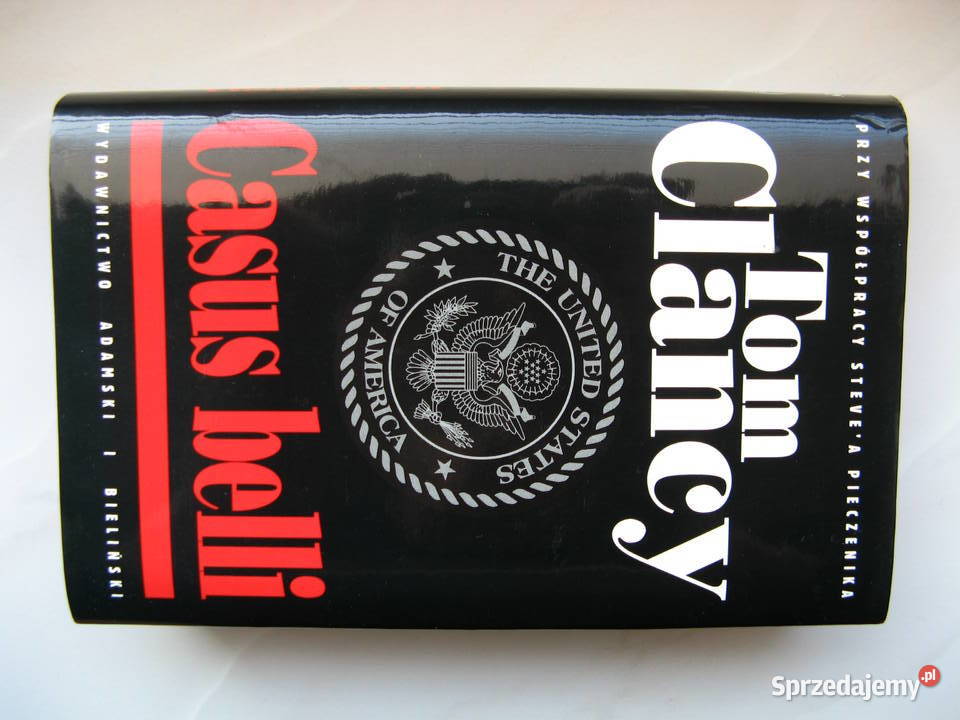 PRZY WSPÓŁPRACY STEVE'A PIECZENIKA
Tom
Clancy
THE UNITED STATES
OF AMERICA
Casus belli
WYDAWNICTWO ADAMSKI I BIELIŃSKI
Sprzedajemy.pl